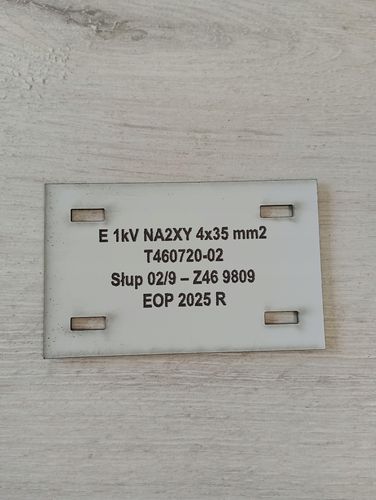 E 1kV NA2XY 4x35 mm2
T460720-02
Słup 02/9 – Z46 9809
EOP 2025 R